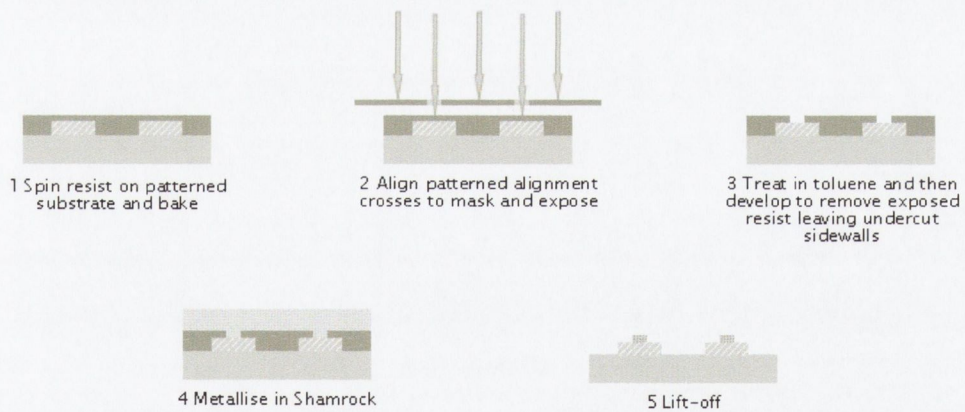 1 Spin resist on patterned
substrate and bake
2 Align patterned alignment
crosses to mask and expose
3 Treat in toluene and then
develop to remove exposed
resist leaving undercut
sidewalls
4 Metallise in Shamrock
5 Lift-off